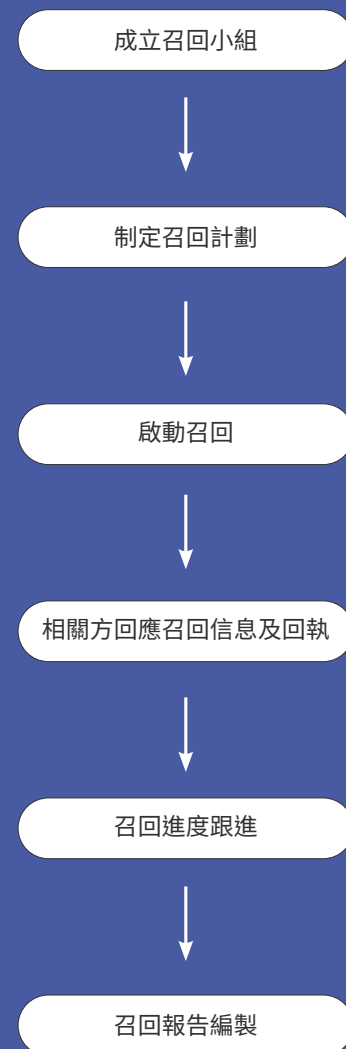 成立召回小組
制定召回計劃
啟動召回
相關方回應召回信息及回執
召回進度跟進
召回報告編製